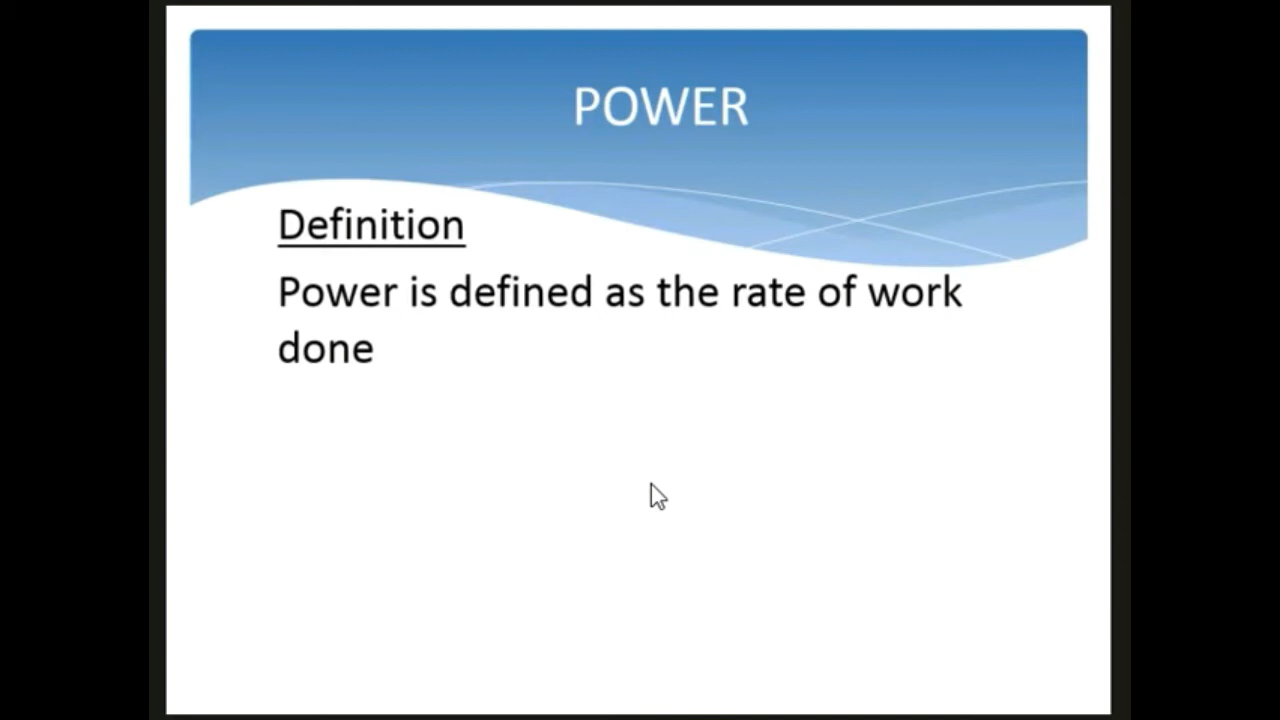 POWER
Definition
Power is defined as the rate of work
done